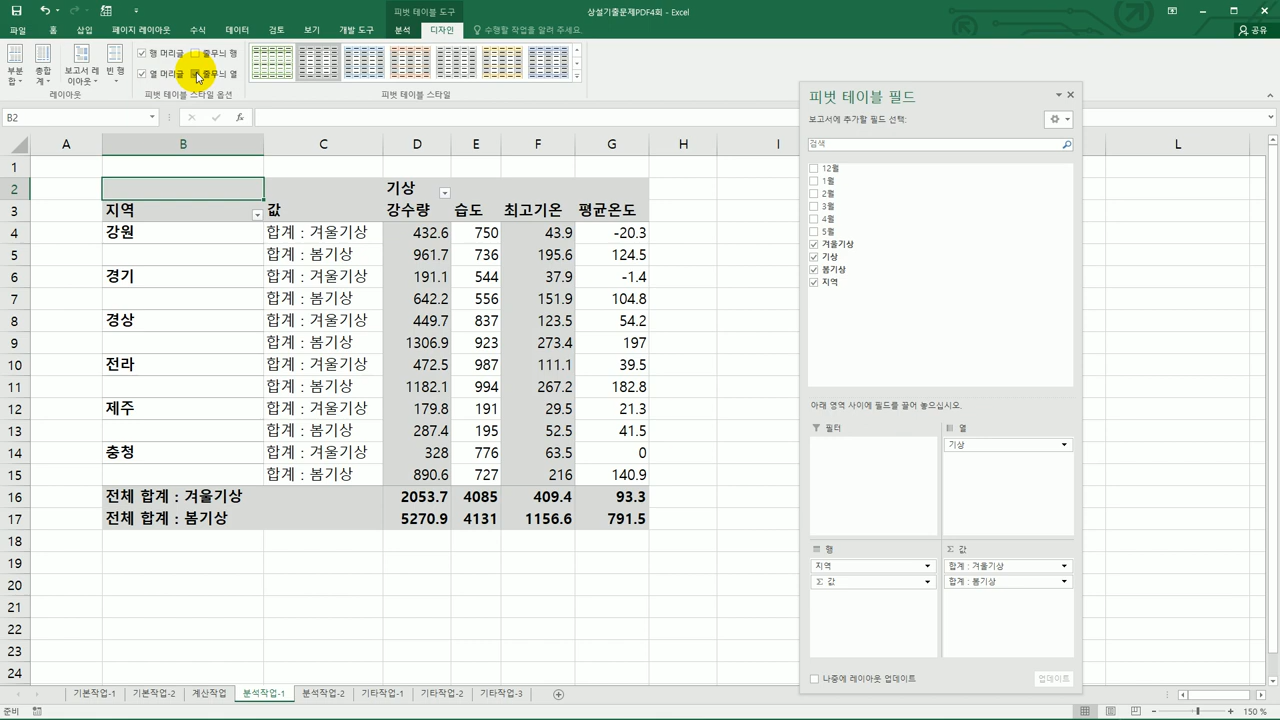 피벗 테이블 도구
상설기출문제PDF4회 - Excel
파일 홈 삽입 페이지 레이아웃 수식 데이터 검토 보기 개발 도구 분석 디자인 수행할 작업을 알려 주세요. 공유
행 머리글 줄무늬 행
부분합 총합계 보고서 레이아웃 빈 행
열 머리글 줄무늬 열
레이아웃 피벗 테이블 스타일 옵션 피벗 테이블 스타일
B2 fx
A B C D E F G H I L
1
2 기상
3 지역 값 강수량 습도 최고기온 평균온도
4 강원 합계 : 겨울기상 432.6 750 43.9 -20.3
5 합계 : 봄기상 961.7 736 195.6 124.5
6 경기 합계 : 겨울기상 191.1 544 37.9 -1.4
7 합계 : 봄기상 642.2 556 151.9 104.8
8 경상 합계 : 겨울기상 449.7 837 123.5 54.2
9 합계 : 봄기상 1306.9 923 273.4 197
10 전라 합계 : 겨울기상 472.5 987 111.1 39.5
11 합계 : 봄기상 1182.1 994 267.2 182.8
12 제주 합계 : 겨울기상 179.8 191 29.5 21.3
13 합계 : 봄기상 287.4 195 52.5 41.5
14 충청 합계 : 겨울기상 328 776 63.5 0
15 합계 : 봄기상 890.6 727 216 140.9
16 전체 합계 : 겨울기상 2053.7 4085 409.4 93.3
17 전체 합계 : 봄기상 5270.9 4131 1156.6 791.5
18
19
20
21
22
23
24
피벗 테이블 필드
보고서에 추가할 필드 선택:
검색
12월
1월
2월
3월
4월
5월
겨울기상
기상
봄기상
지역
아래 영역 사이에 필드를 끌어 놓으십시오.
필터 열
기상
행 Σ 값
지역 합계 : 겨울기상
Σ 값 합계 : 봄기상
나중에 레이아웃 업데이트 업데이트
기본작업-1 기본작업-2 계산작업 분석작업-1 분석작업-2 기타작업-1 기타작업-2 기타작업-3
준비 150 %